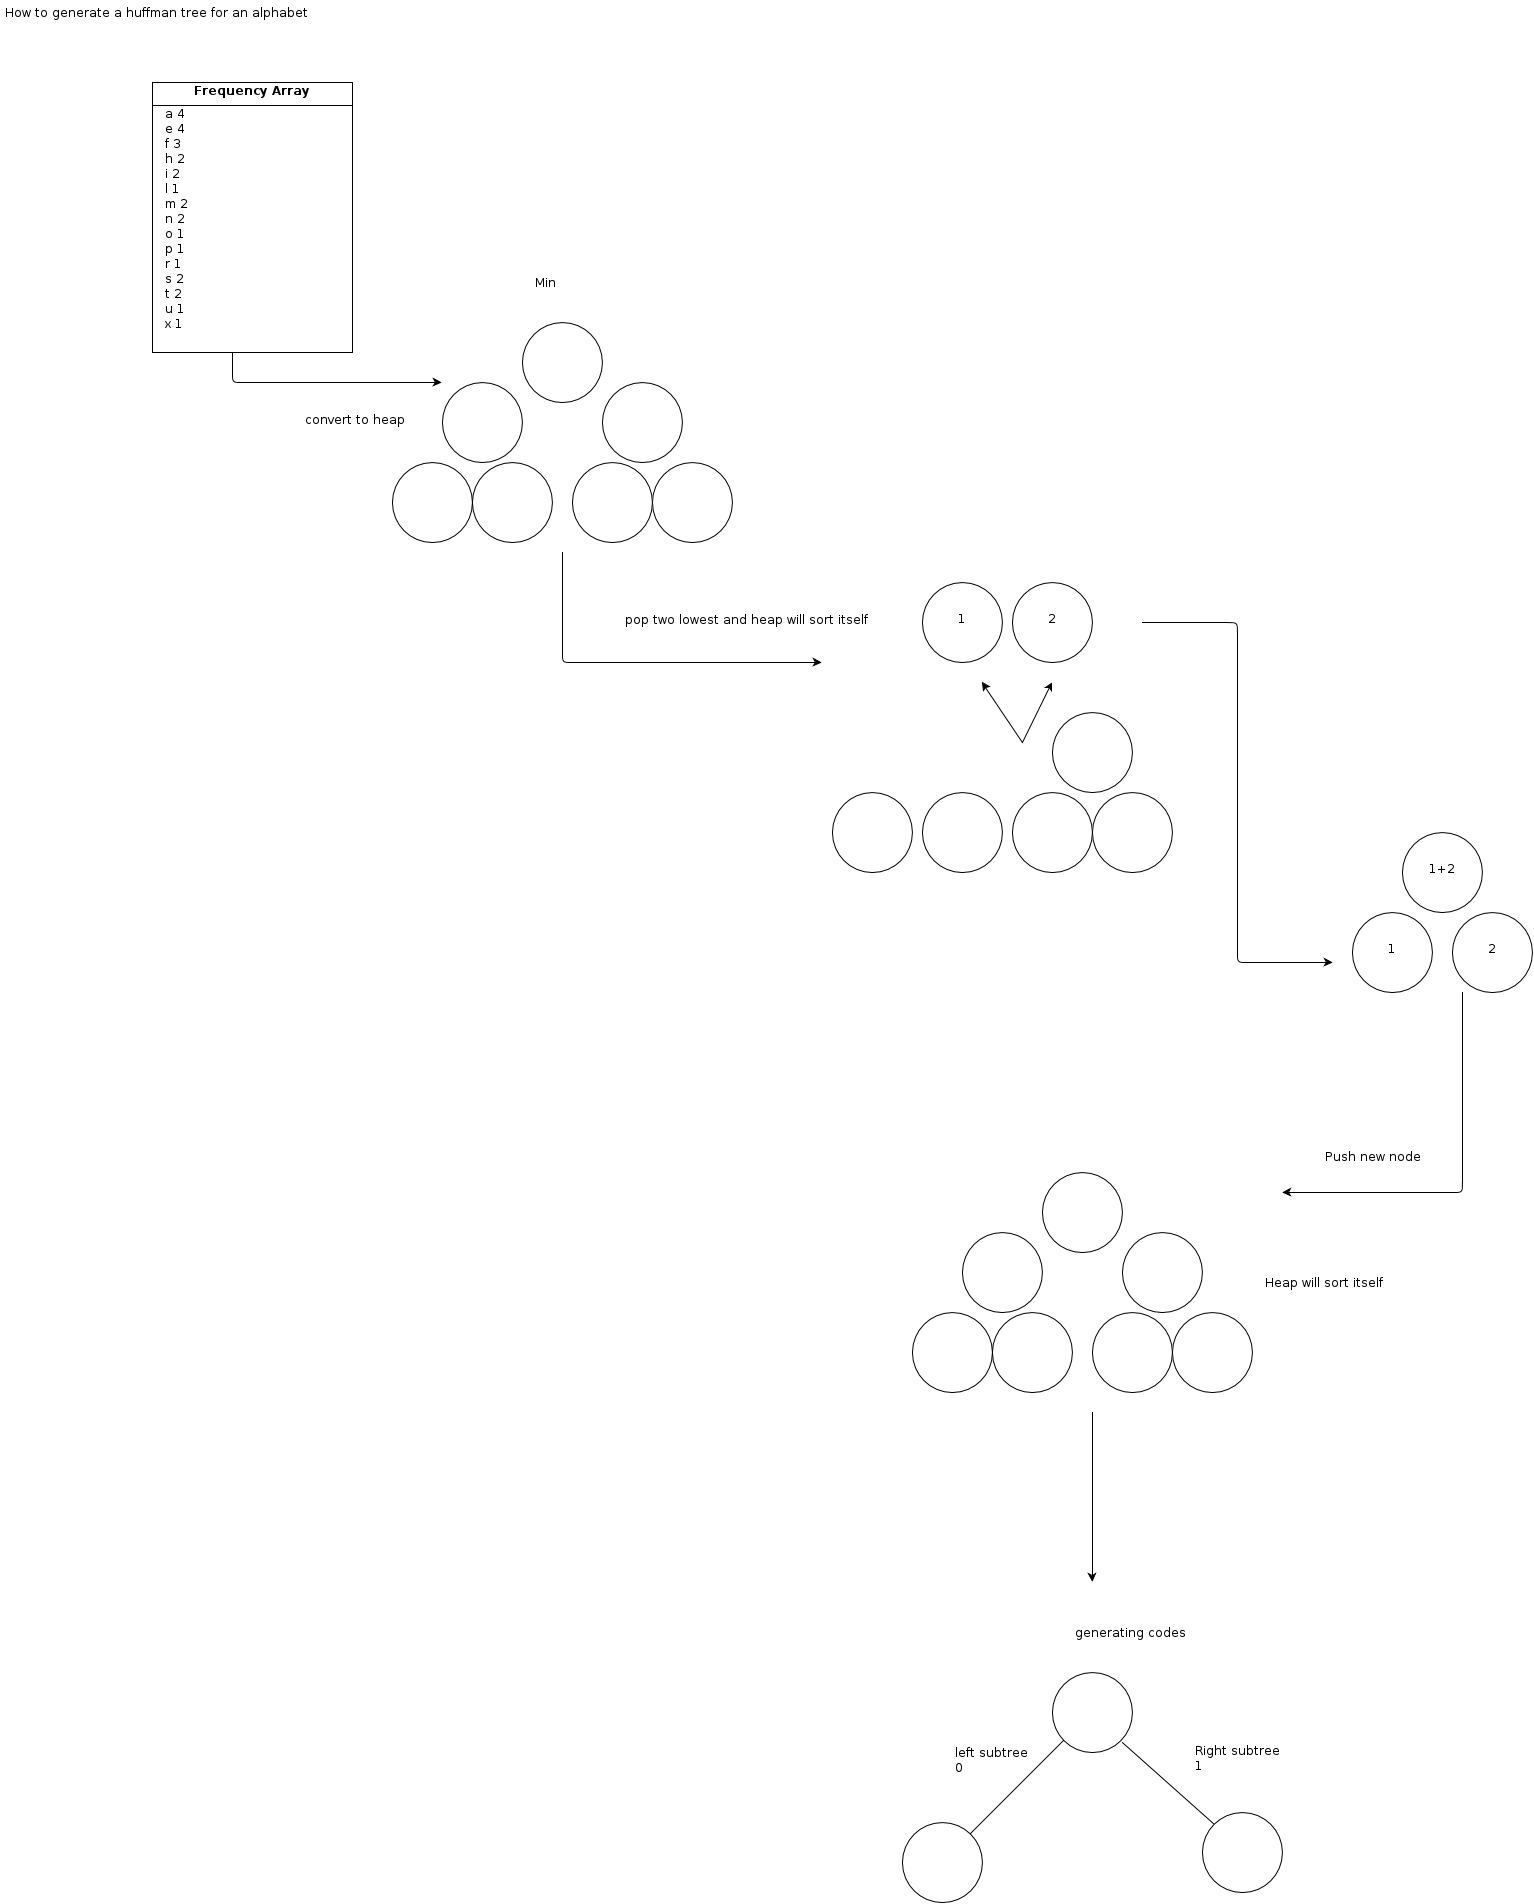 How to generate a huffman tree for an alphabet
Frequency Array
a 4
e 4
f 3
h 2
i 2
l 1
m 2
n 2
o 1
p 1
r 1
s 2
t 2
u 1
x 1
Min
convert to heap
pop two lowest and heap will sort itself
1
2
1+2
1
2
Push new node
Heap will sort itself
generating codes
left subtree
0
Right subtree
1